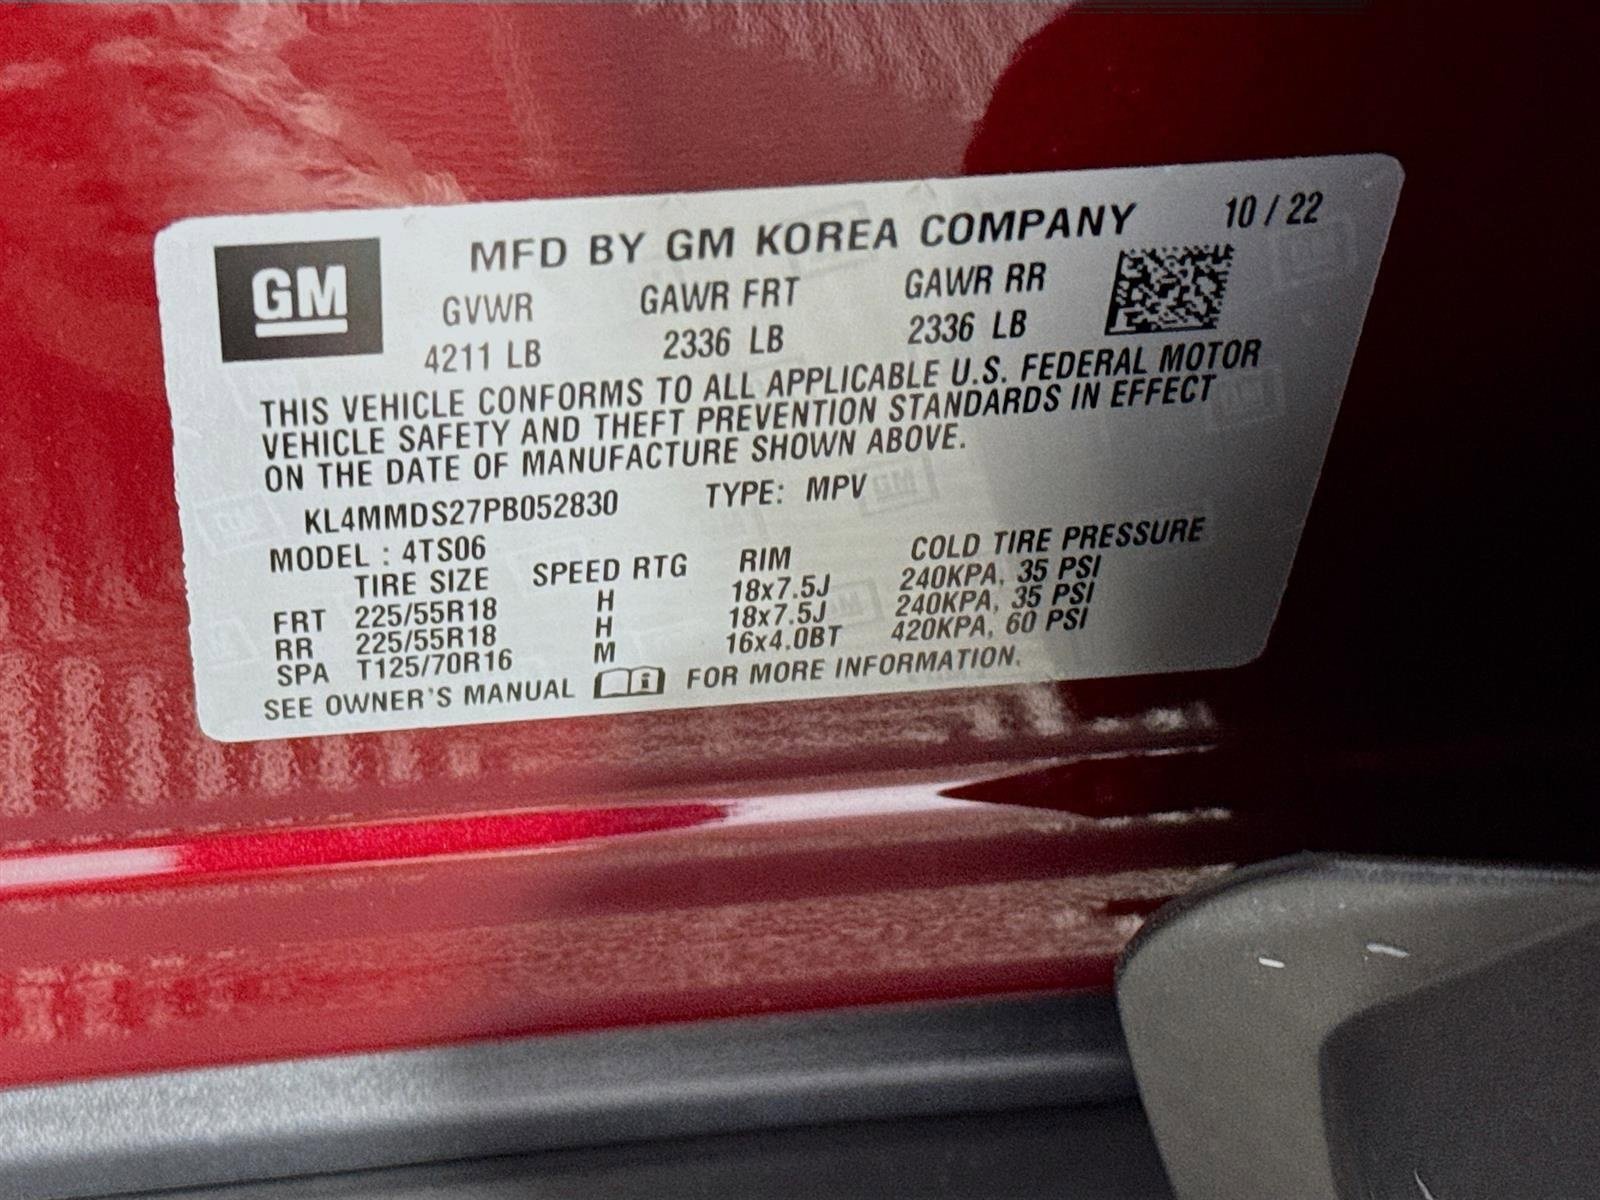 GM
MFD BY GM KOREA COMPANY 10 / 22
GVWR GAWR FRT GAWR RR
4211 LB 2336 LB 2336 LB
THIS VEHICLE CONFORMS TO ALL APPLICABLE U.S. FEDERAL MOTOR
VEHICLE SAFETY AND THEFT PREVENTION STANDARDS IN EFFECT
ON THE DATE OF MANUFACTURE SHOWN ABOVE.
KL4MMDS27PB052830 TYPE: MPV
MODEL : 4TS06
TIRE SIZE SPEED RTG RIM COLD TIRE PRESSURE
FRT 225/55R18 H 18x7.5J 240KPA, 35 PSI
RR 225/55R18 H 18x7.5J 240KPA, 35 PSI
SPA T125/70R16 M 16x4.0BT 420KPA, 60 PSI
SEE OWNER'S MANUAL i FOR MORE INFORMATION.